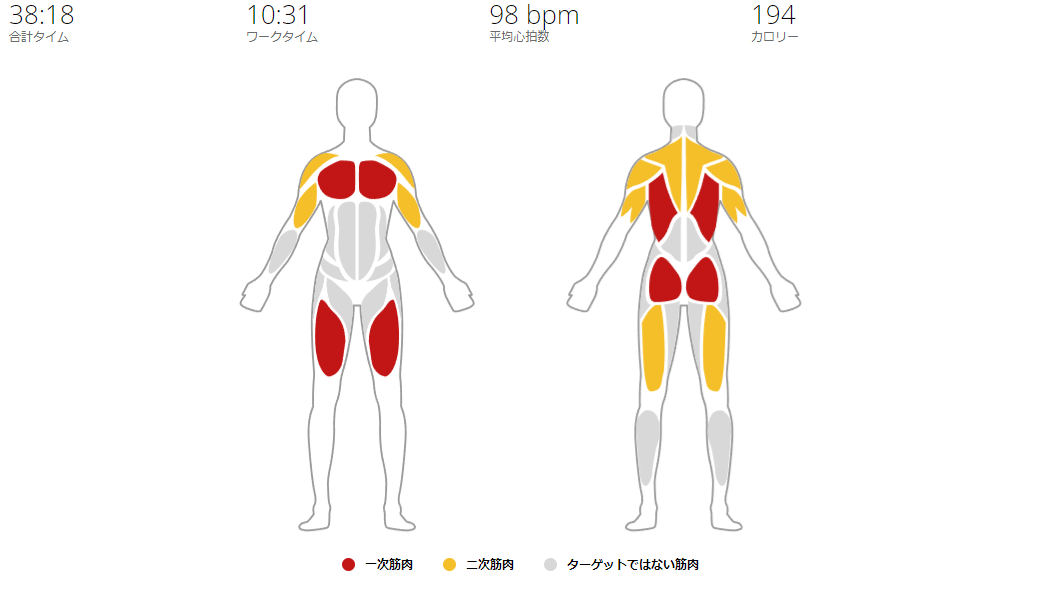 38:18
合計タイム
10:31
ワークタイム
98 bpm
平均心拍数
194
カロリー
一次筋肉
二次筋肉
ターゲットではない筋肉